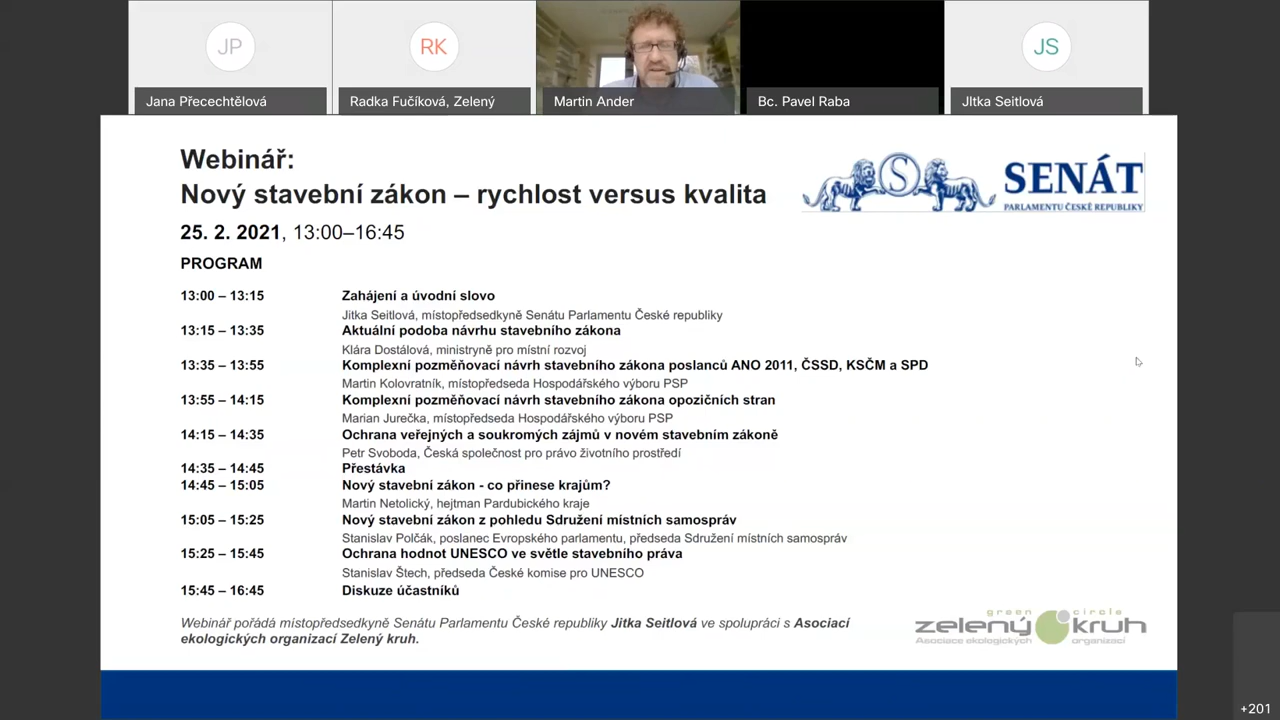 JP
RK
JS
Jana Přecechtělová
Radka Fučíková, Zelený
Martin Ander
Bc. Pavel Raba
JItka Seitlová
Webinář:
Nový stavební zákon – rychlost versus kvalita
S
SENÁT
PARLAMENTU ČESKÉ REPUBLIKY
25. 2. 2021, 13:00–16:45
PROGRAM
13:00 – 13:15 Zahájení a úvodní slovo
Jitka Seitlová, místopředsedkyně Senátu Parlamentu České republiky
13:15 – 13:35 Aktuální podoba návrhu stavebního zákona
Klára Dostálová, ministryně pro místní rozvoj
13:35 – 13:55 Komplexní pozměňovací návrh stavebního zákona poslanců ANO 2011, ČSSD, KSČM a SPD
Martin Kolovratník, místopředseda Hospodářského výboru PSP
13:55 – 14:15 Komplexní pozměňovací návrh stavebního zákona opozičních stran
Marian Jurečka, místopředseda Hospodářského výboru PSP
14:15 – 14:35 Ochrana veřejných a soukromých zájmů v novém stavebním zákoně
Petr Svoboda, Česká společnost pro právo životního prostředí
14:35 – 14:45 Přestávka
14:45 – 15:05 Nový stavební zákon - co přinese krajům?
Martin Netolický, hejtman Pardubického kraje
15:05 – 15:25 Nový stavební zákon z pohledu Sdružení místních samospráv
Stanislav Polčák, poslanec Evropského parlamentu, předseda Sdružení místních samospráv
15:25 – 15:45 Ochrana hodnot UNESCO ve světle stavebního práva
Stanislav Štech, předseda České komise pro UNESCO
15:45 – 16:45 Diskuze účastníků
Webinář pořádá místopředsedkyně Senátu Parlamentu České republiky Jitka Seitlová ve spolupráci s Asociací
ekologických organizací Zelený kruh.
green circle
zelený kruh
Asociace ekologických organizací
+201